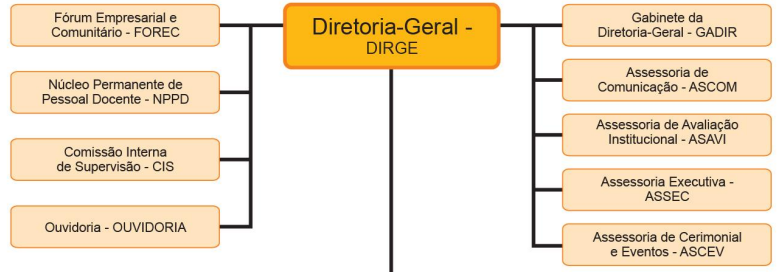 Fórum Empresarial e
Comunitário - FOREC
Núcleo Permanente de
Pessoal Docente - NPPD
Comissão Interna
de Supervisão - CIS
Ouvidoria - OUVIDORIA
Diretoria-Geral -
DIRGE
Gabinete da
Diretoria-Geral - GADIR
Assessoria de
Comunicação - ASCOM
Assessoria de Avaliação
Institucional - ASAVI
Assessoria Executiva -
ASSEC
Assessoria de Cerimonial
e Eventos - ASCEV